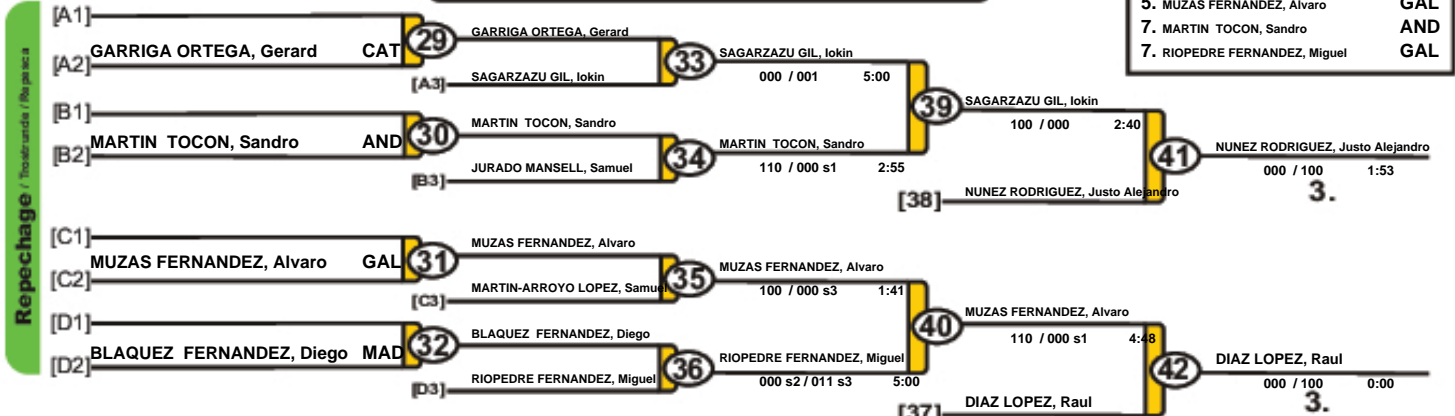 5. MUZAS FERNANDEZ, Alvaro GAL
7. MARTIN TOCON, Sandro AND
7. RIOPEDRE FERNANDEZ, Miguel GAL
Repechage / Trostrunde / Repesca
[A1]
GARRIGA ORTEGA, Gerard CAT
[A2]
29
GARRIGA ORTEGA, Gerard
SAGARZAZU GIL, Iokin
[A3]
33
SAGARZAZU GIL, Iokin
000 / 001 5:00
[B1]
MARTIN TOCON, Sandro AND
[B2]
30
MARTIN TOCON, Sandro
JURADO MANSELL, Samuel
[B3]
34
MARTIN TOCON, Sandro
110 / 000 s1 2:55
39
SAGARZAZU GIL, Iokin
100 / 000 2:40
[38] NUNEZ RODRIGUEZ, Justo Alejandro
41
NUNEZ RODRIGUEZ, Justo Alejandro
000 / 100 1:53
3.
[C1]
MUZAS FERNANDEZ, Alvaro GAL
[C2]
31
MUZAS FERNANDEZ, Alvaro
MARTIN-ARROYO LOPEZ, Samuel
[C3]
35
MUZAS FERNANDEZ, Alvaro
100 / 000 s3 1:41
[D1]
BLAQUEZ FERNANDEZ, Diego MAD
[D2]
32
BLAQUEZ FERNANDEZ, Diego
RIOPEDRE FERNANDEZ, Miguel
[D3]
36
RIOPEDRE FERNANDEZ, Miguel
000 s2 / 011 s3 5:00
40
MUZAS FERNANDEZ, Alvaro
110 / 000 s1 4:48
[37] DIAZ LOPEZ, Raul
42
DIAZ LOPEZ, Raul
000 / 100 0:00
3.